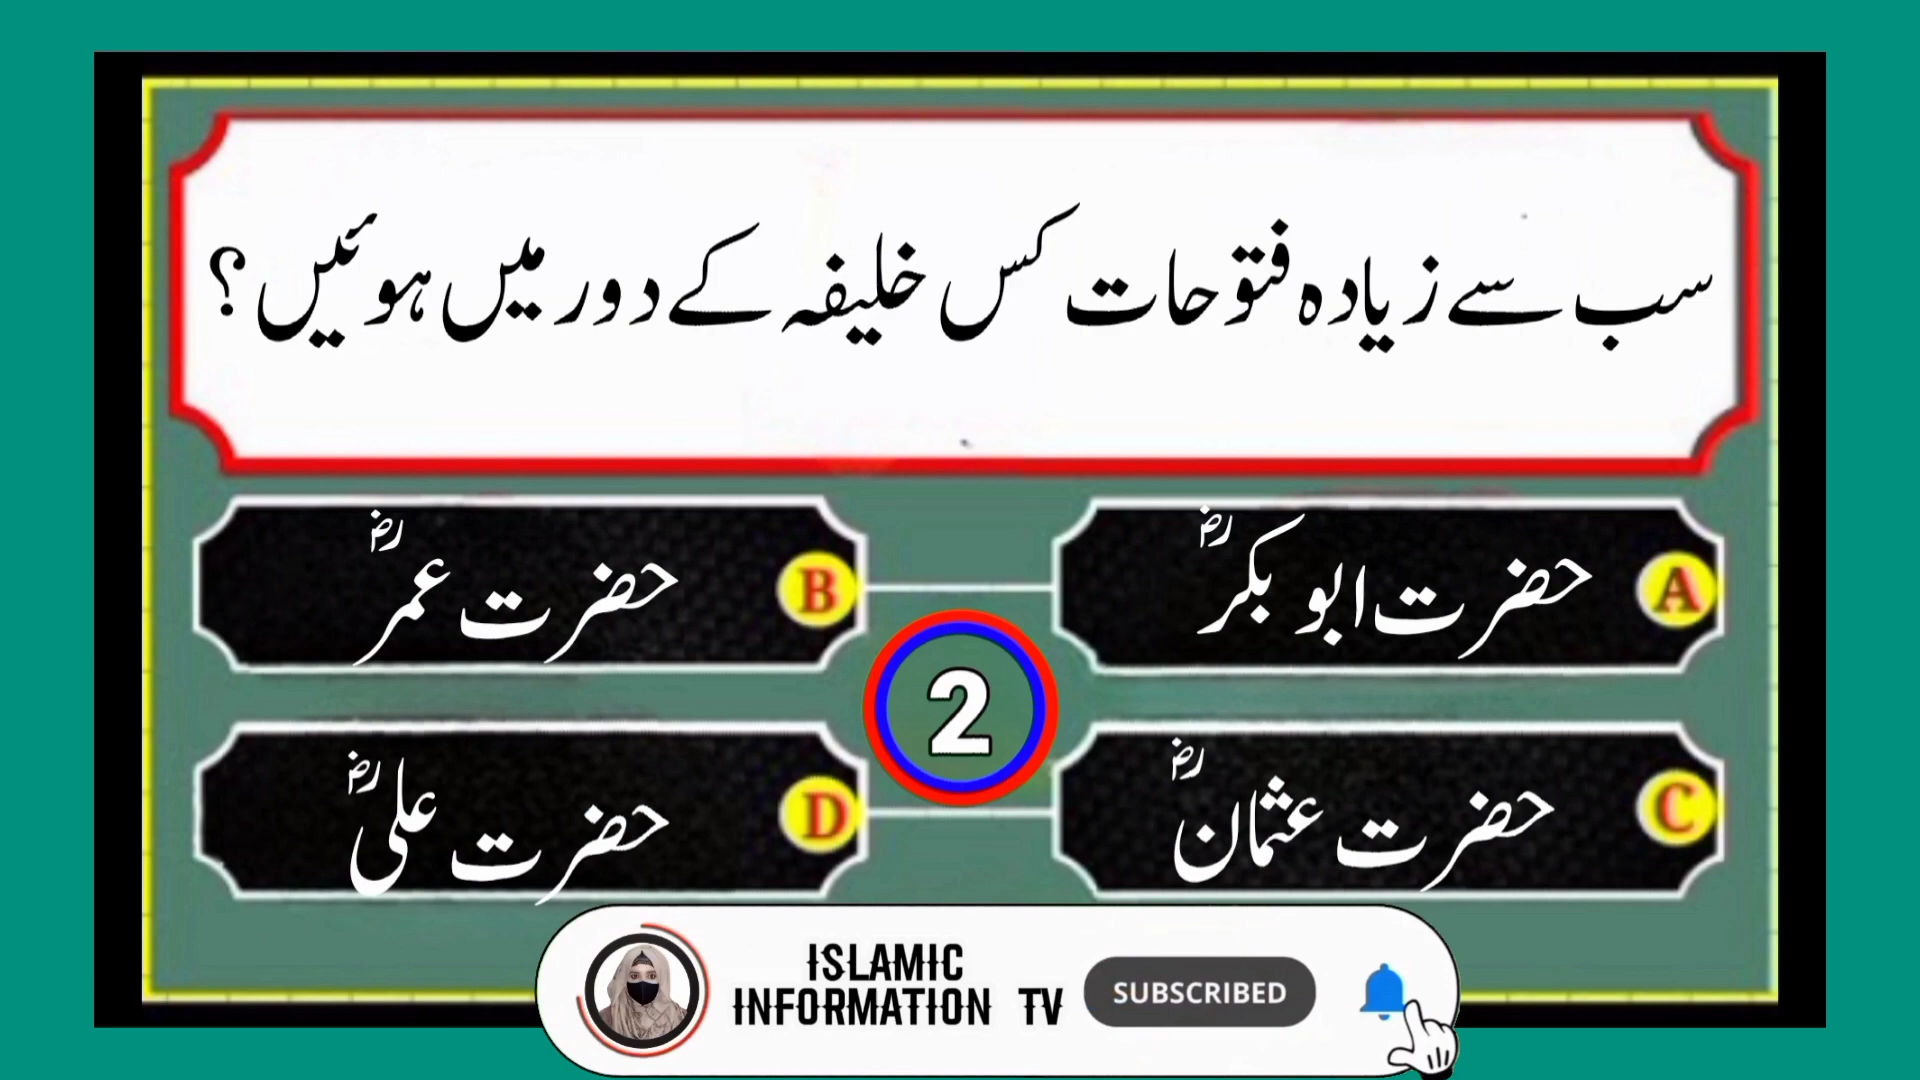 سب سے زیادہ فتوحات کس خلیفہ کے دور میں ہوئیں؟
A حضرت ابو بکرؓ
B حضرت عمرؓ
2
C حضرت عثمانؓ
D حضرت علیؓ
ISLAMIC
INFORMATION TV
SUBSCRIBED